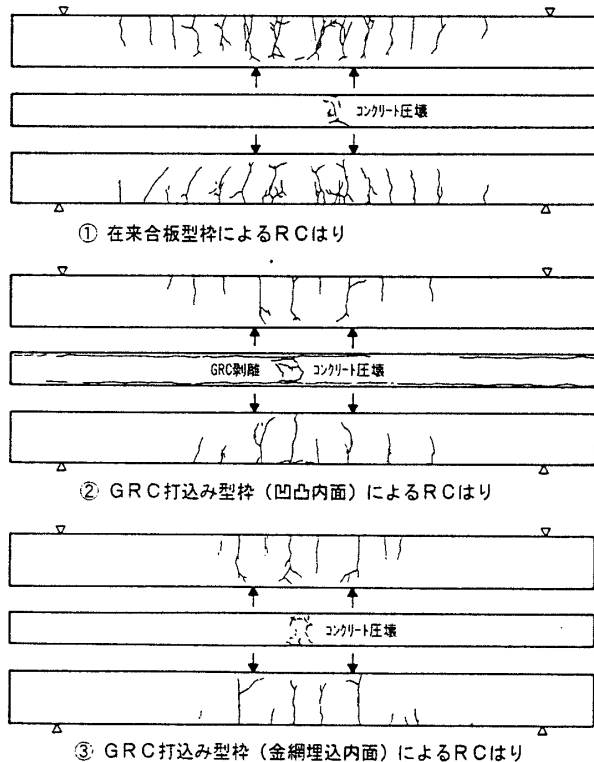 コンクリート圧壊
① 在来合板型枠によるRCはり
GRC剥離 コンクリート圧壊
② GRC打込み型枠（凹凸内面）によるRCはり
コンクリート圧壊
③ GRC打込み型枠（金網埋込内面）によるRCはり